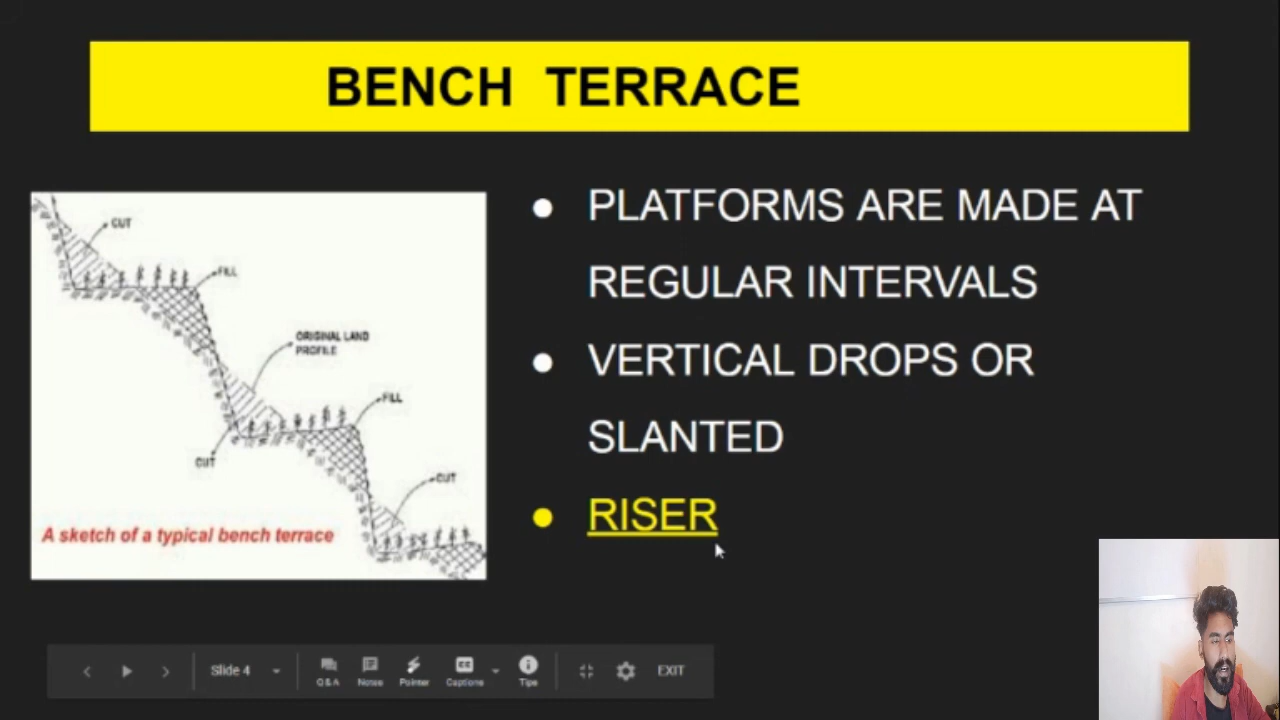 BENCH TERRACE
PLATFORMS ARE MADE AT
REGULAR INTERVALS
VERTICAL DROPS OR
SLANTED
RISER
CUT
FILL
ORIGINAL LAND
PROFILE
FILL
CUT
CUT
A sketch of a typical bench terrace
Slide 4
Q&A
Notes
Pointer
CC
Captions
Tips
EXIT